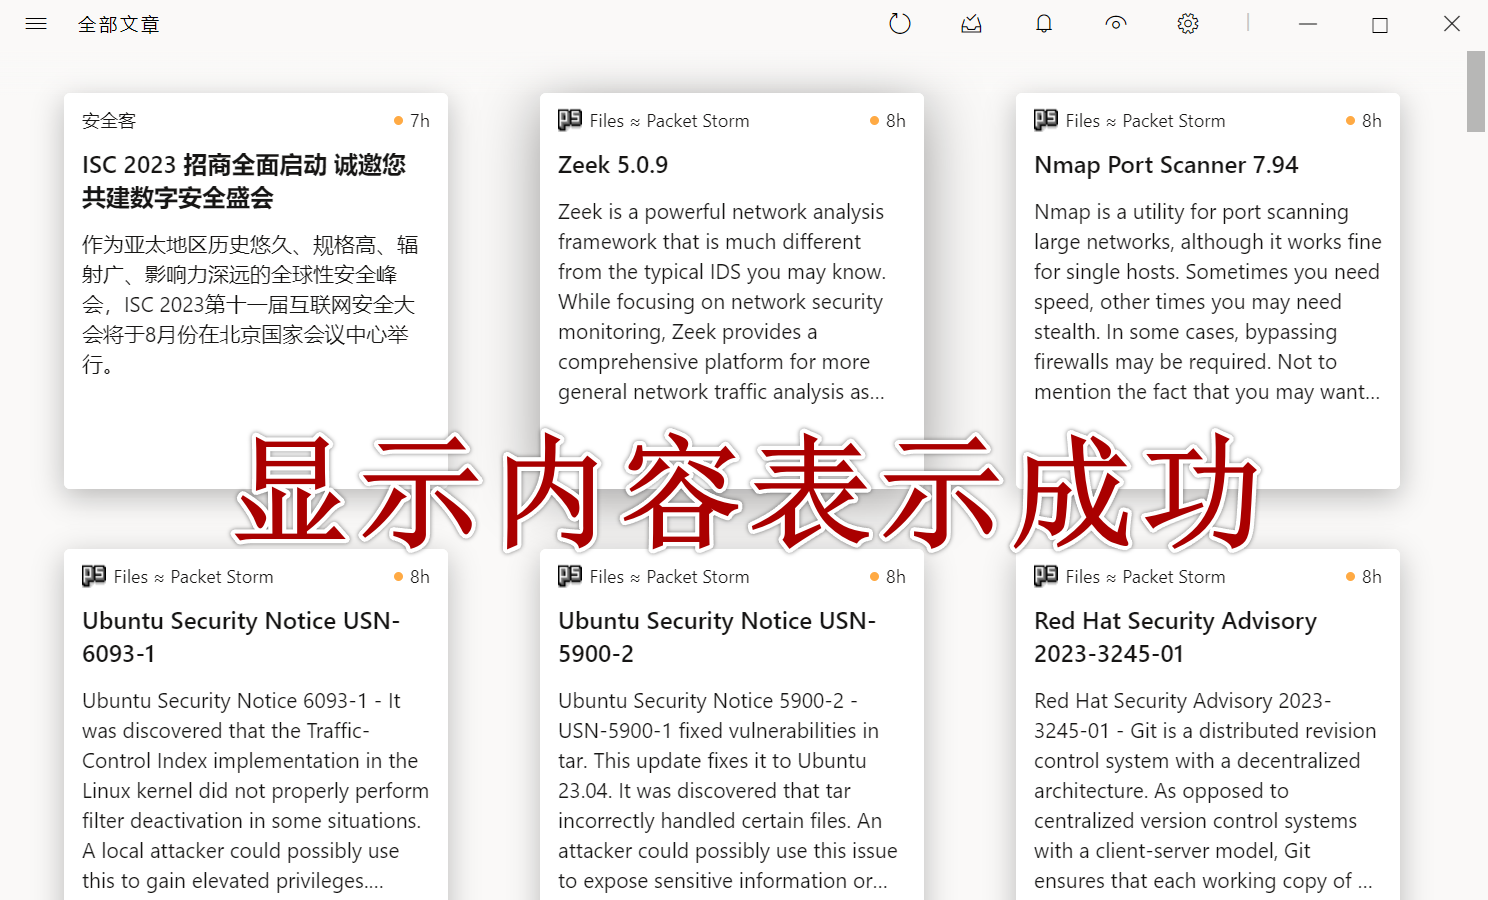 全部文章
安全客 7h
ISC 2023 招商全面启动 诚邀您
共建数字安全盛会
作为亚太地区历史悠久、规格高、辐
射广、影响力深远的全球性安全峰
会，ISC 2023第十一届互联网安全大
会将于8月份在北京国家会议中心举
行。
Files ≈ Packet Storm 8h
Zeek 5.0.9
Zeek is a powerful network analysis
framework that is much different
from the typical IDS you may know.
While focusing on network security
monitoring, Zeek provides a
comprehensive platform for more
general network traffic analysis as...
Files ≈ Packet Storm 8h
Nmap Port Scanner 7.94
Nmap is a utility for port scanning
large networks, although it works fine
for single hosts. Sometimes you need
speed, other times you may need
stealth. In some cases, bypassing
firewalls may be required. Not to
mention the fact that you may want...
显示内容表示成功
Files ≈ Packet Storm 8h
Ubuntu Security Notice USN-
6093-1
Ubuntu Security Notice 6093-1 - It
was discovered that the Traffic-
Control Index implementation in the
Linux kernel did not properly perform
filter deactivation in some situations.
A local attacker could possibly use
this to gain elevated privileges....
Files ≈ Packet Storm 8h
Ubuntu Security Notice USN-
5900-2
Ubuntu Security Notice 5900-2 -
USN-5900-1 fixed vulnerabilities in
tar. This update fixes it to Ubuntu
23.04. It was discovered that tar
incorrectly handled certain files. An
attacker could possibly use this issue
to expose sensitive information or...
Files ≈ Packet Storm 8h
Red Hat Security Advisory
2023-3245-01
Red Hat Security Advisory 2023-
3245-01 - Git is a distributed revision
control system with a decentralized
architecture. As opposed to
centralized version control systems
with a client-server model, Git
ensures that each working copy of ...